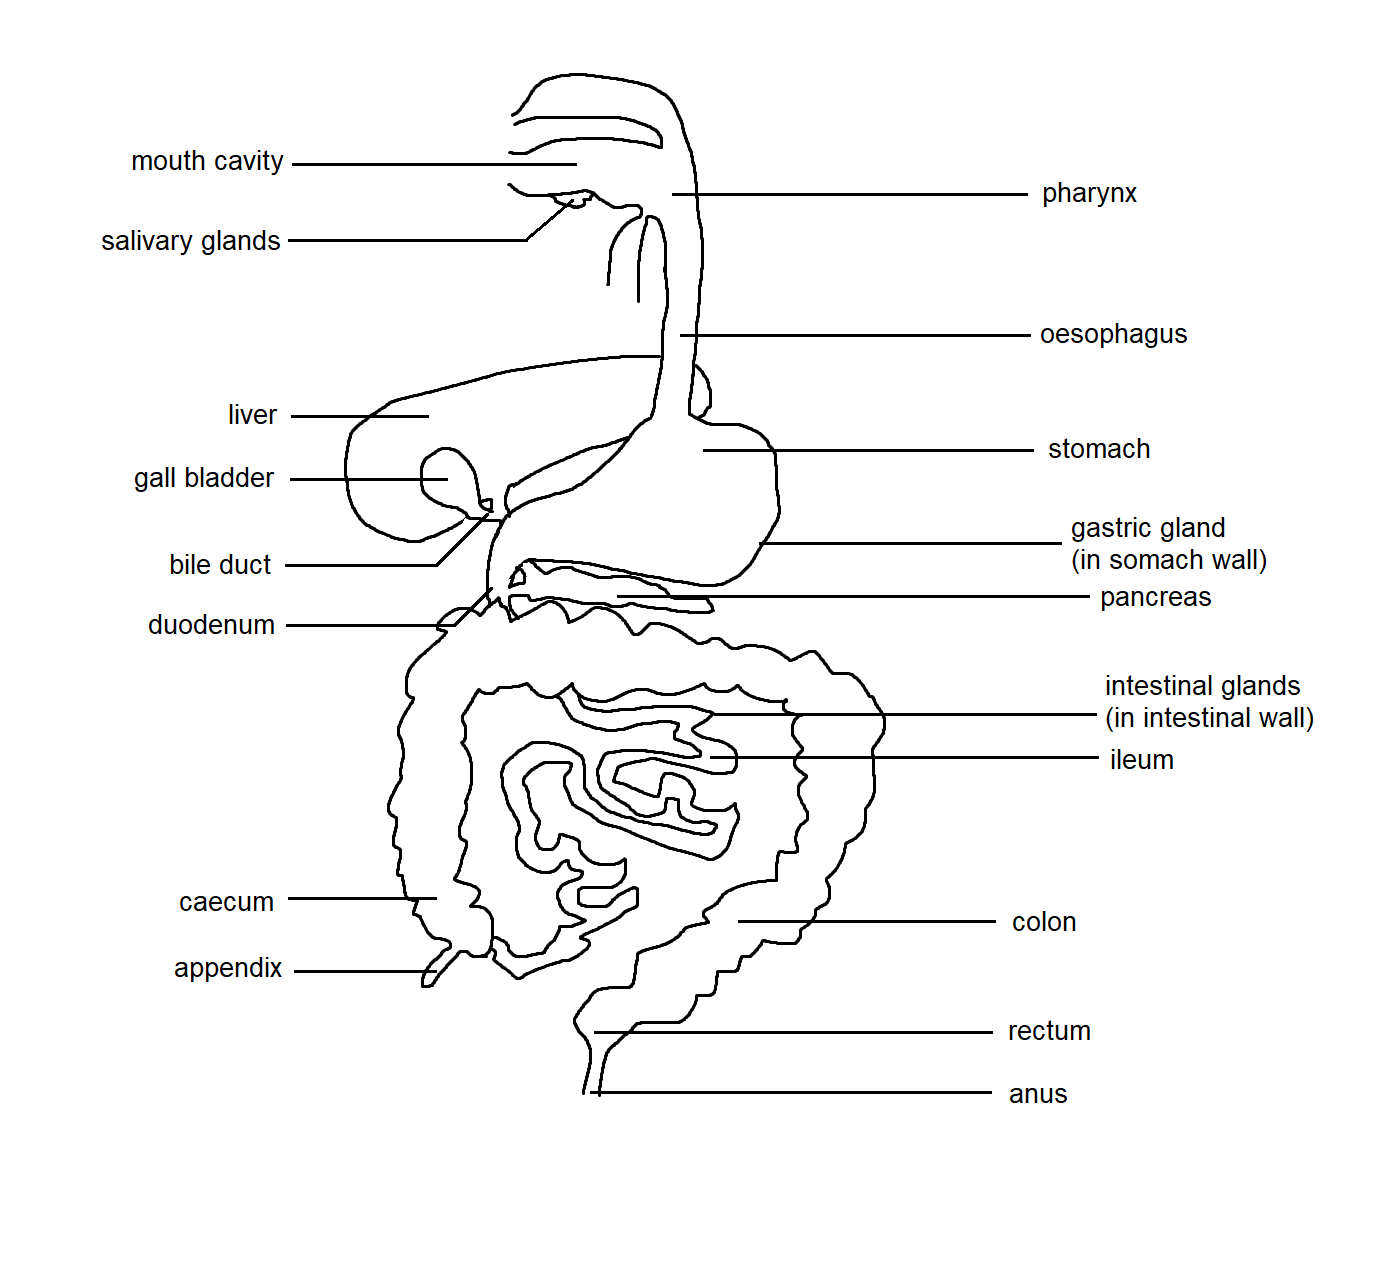 mouth cavity
salivary glands
liver
gall bladder
bile duct
duodenum
caecum
appendix
pharynx
oesophagus
stomach
gastric gland
(in somach wall)
pancreas
intestinal glands
(in intestinal wall)
ileum
colon
rectum
anus